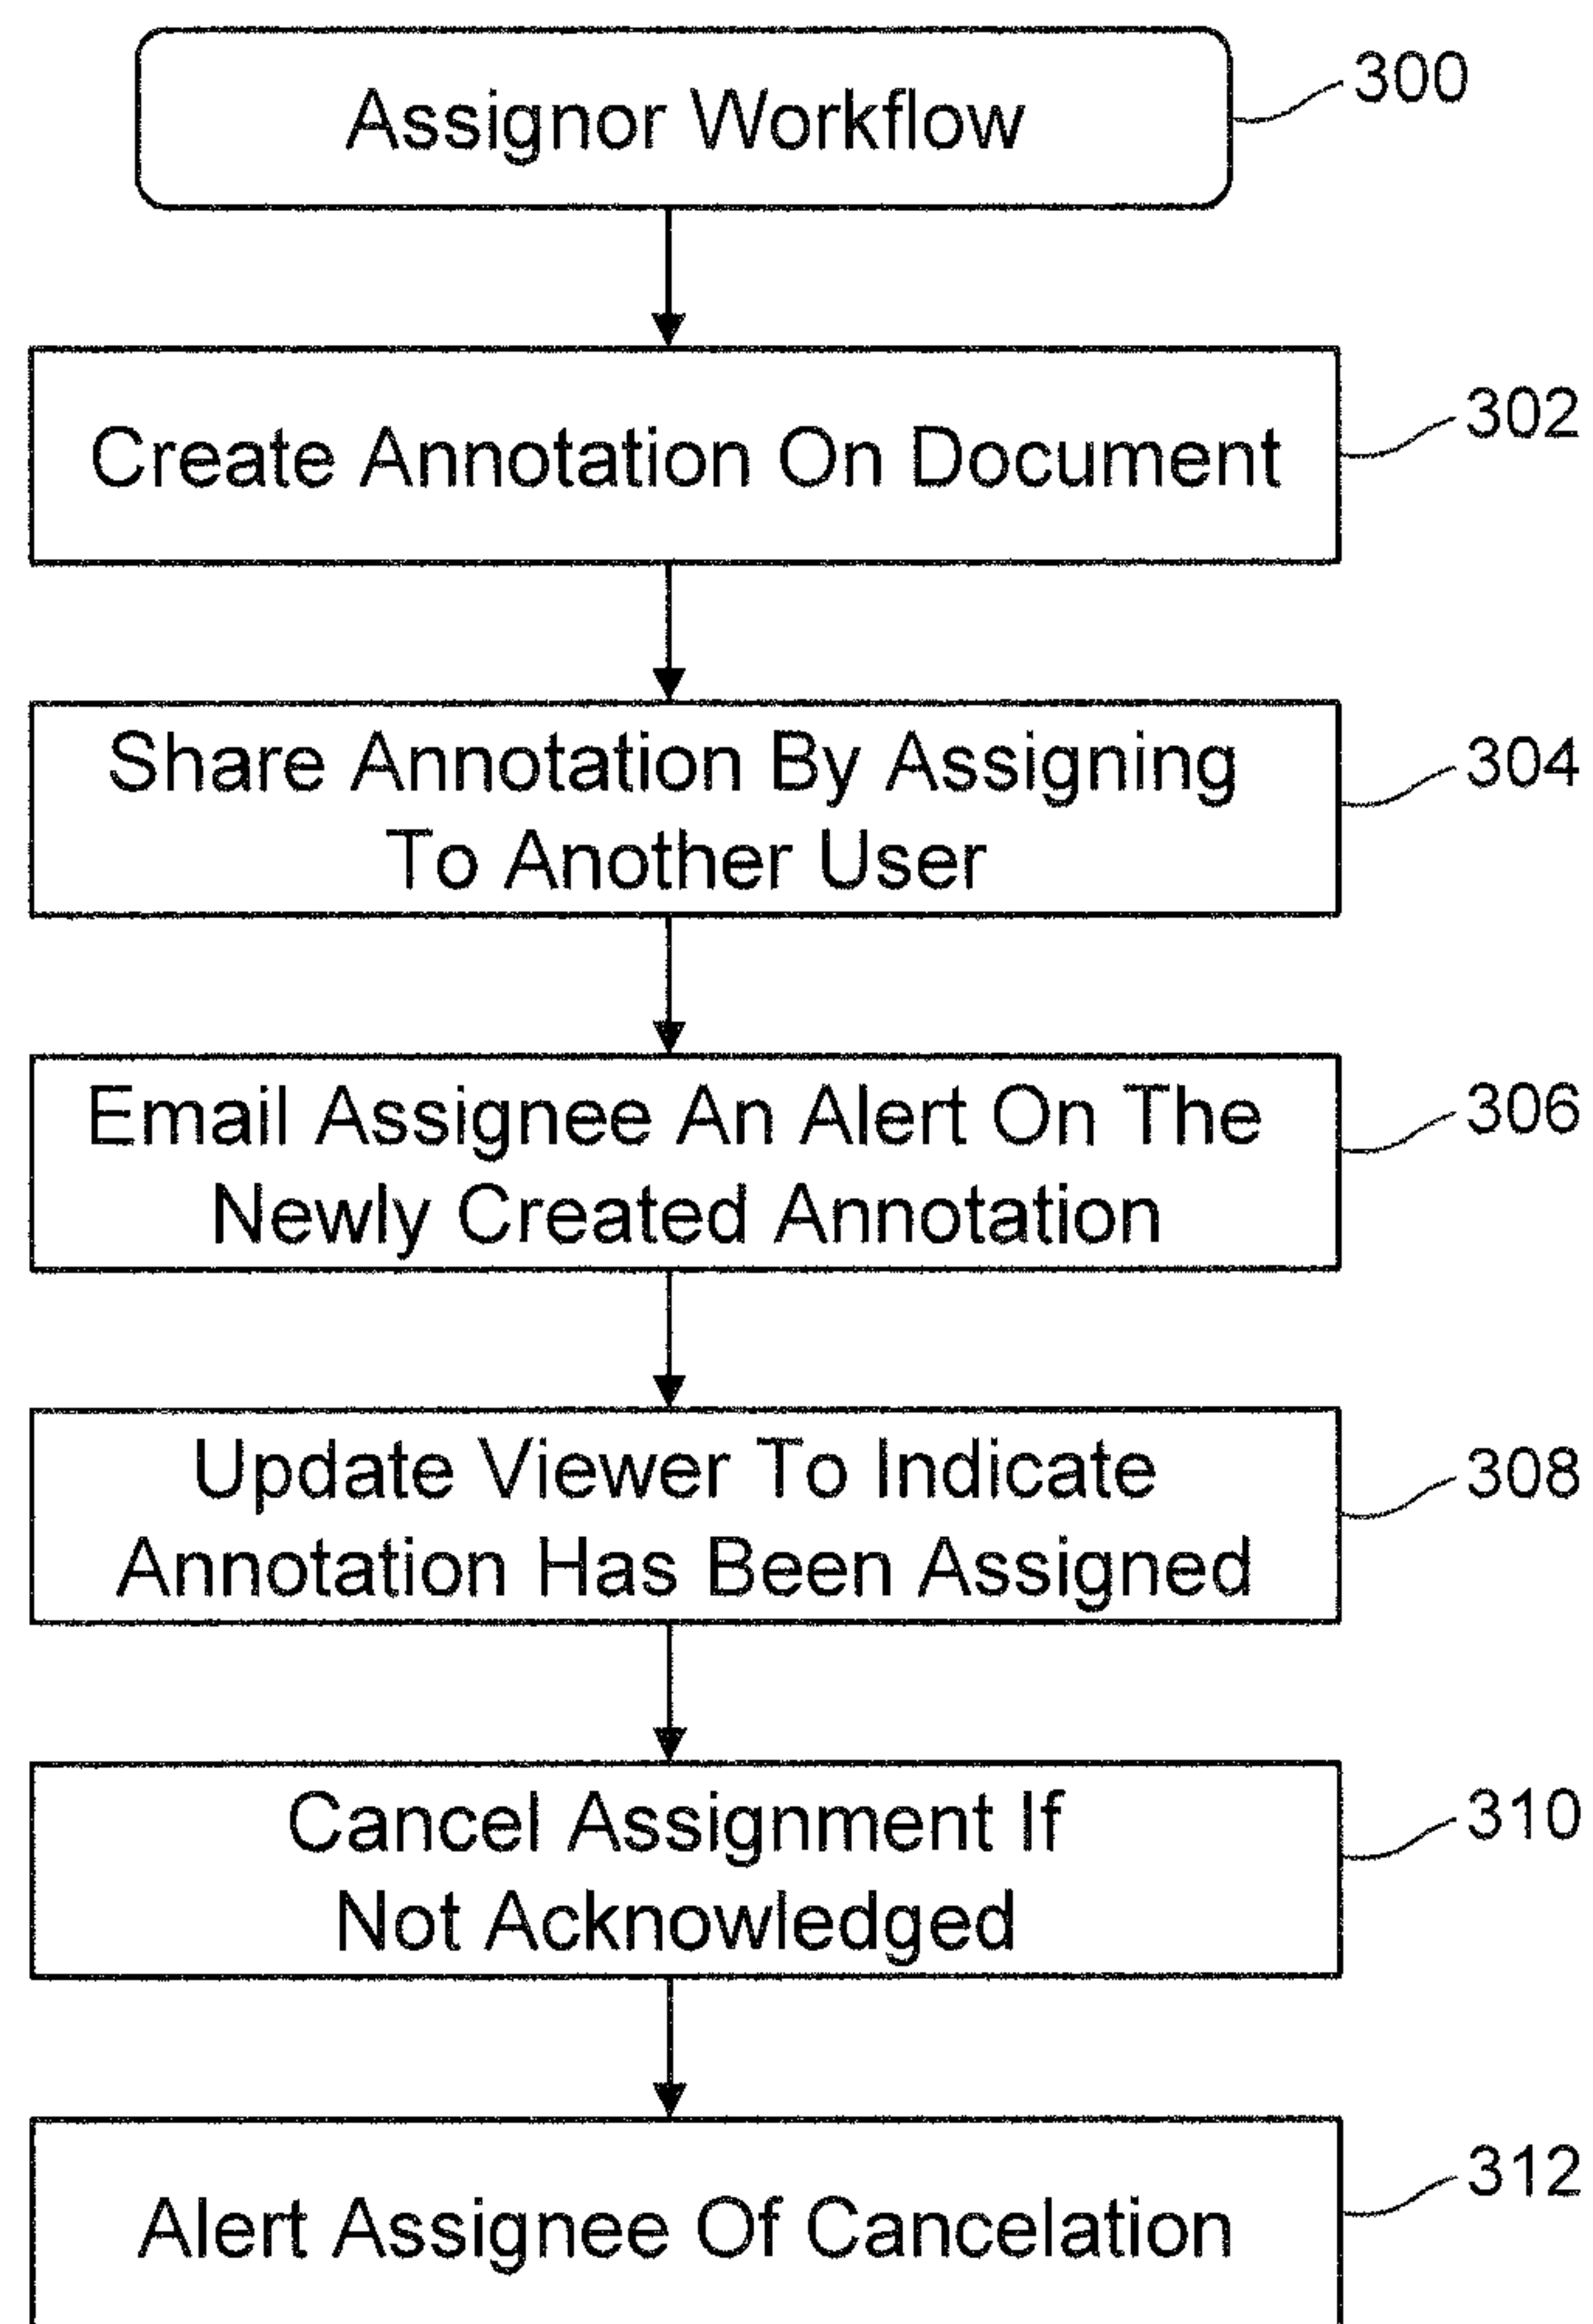 Assignor Workflow
300
Create Annotation On Document
302
Share Annotation By Assigning
To Another User
304
Email Assignee An Alert On The
Newly Created Annotation
306
Update Viewer To Indicate
Annotation Has Been Assigned
308
Cancel Assignment If
Not Acknowledged
310
Alert Assignee Of Cancelation
312